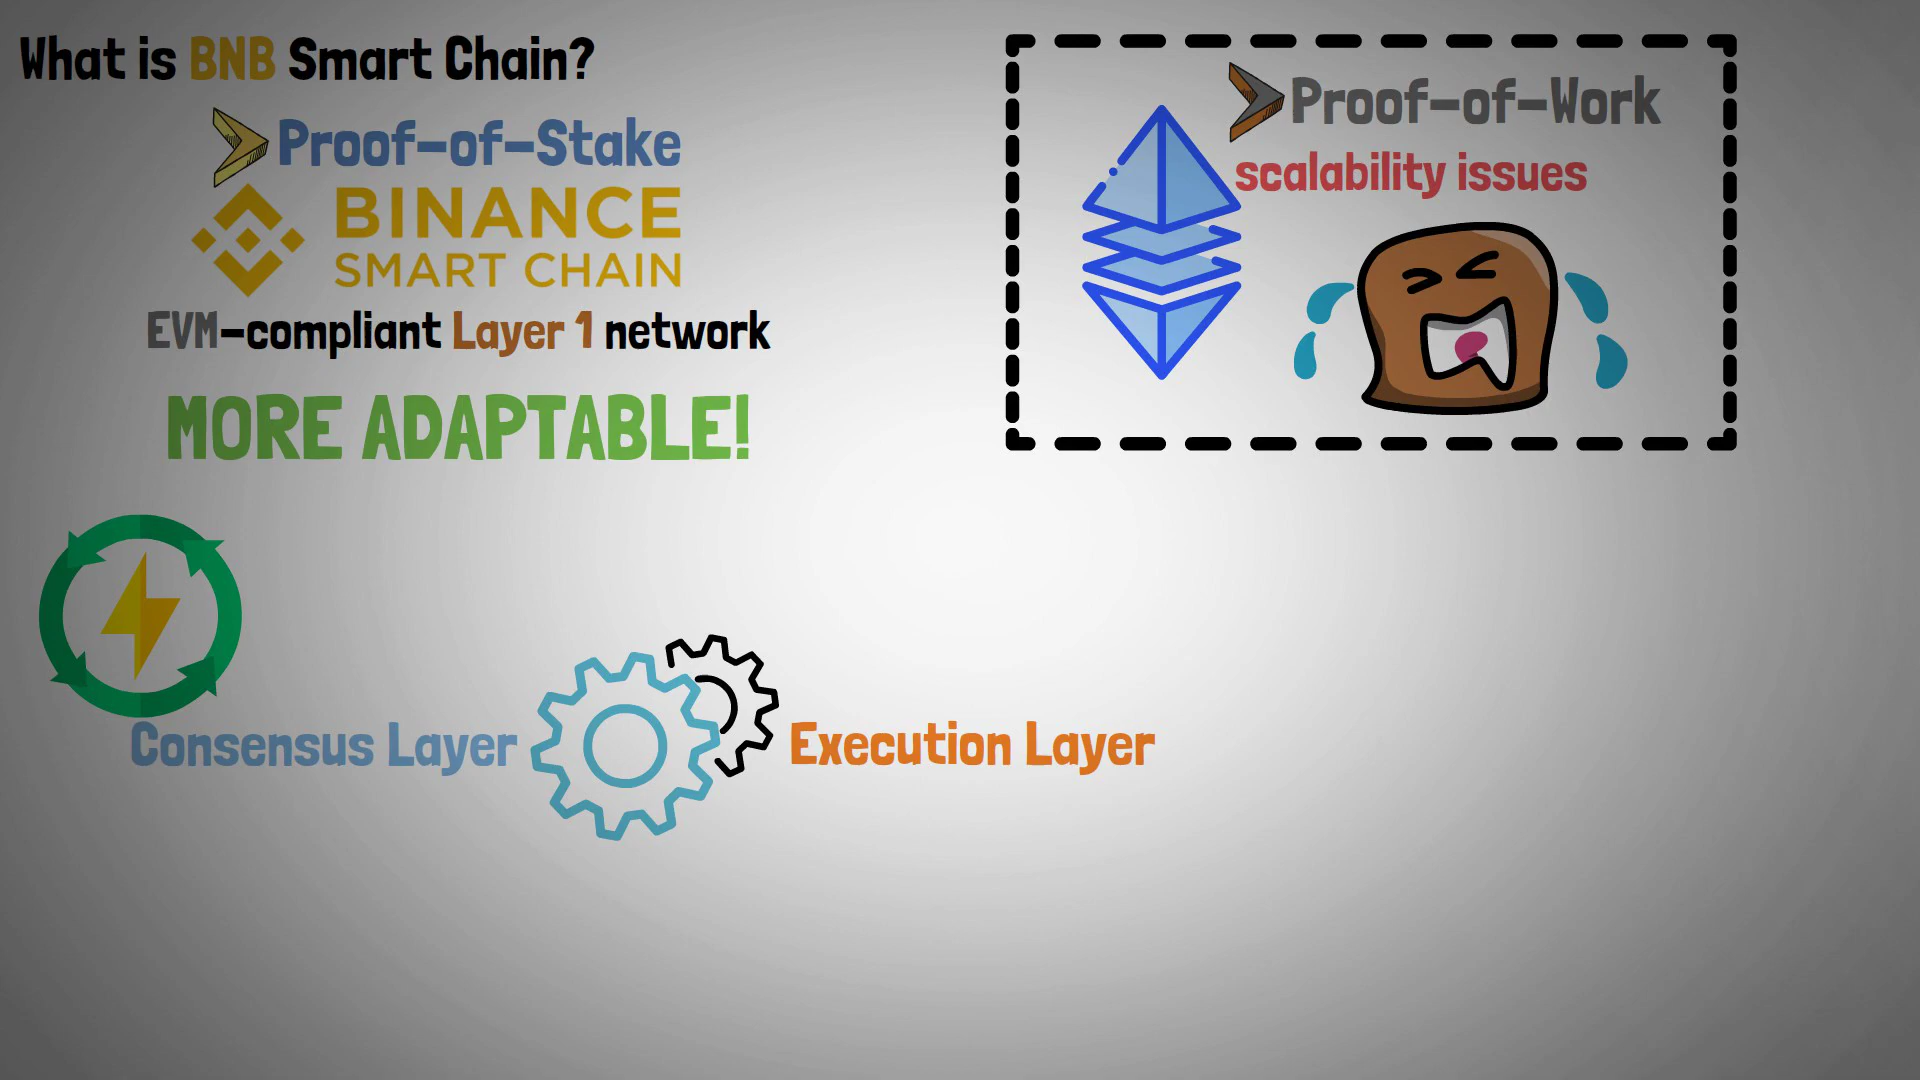 What is BNB Smart Chain?
Proof-of-Stake
BINANCE
SMART CHAIN
EVM-compliant Layer 1 network
MORE ADAPTABLE!
Proof-of-Work
scalability issues
Consensus Layer
Execution Layer